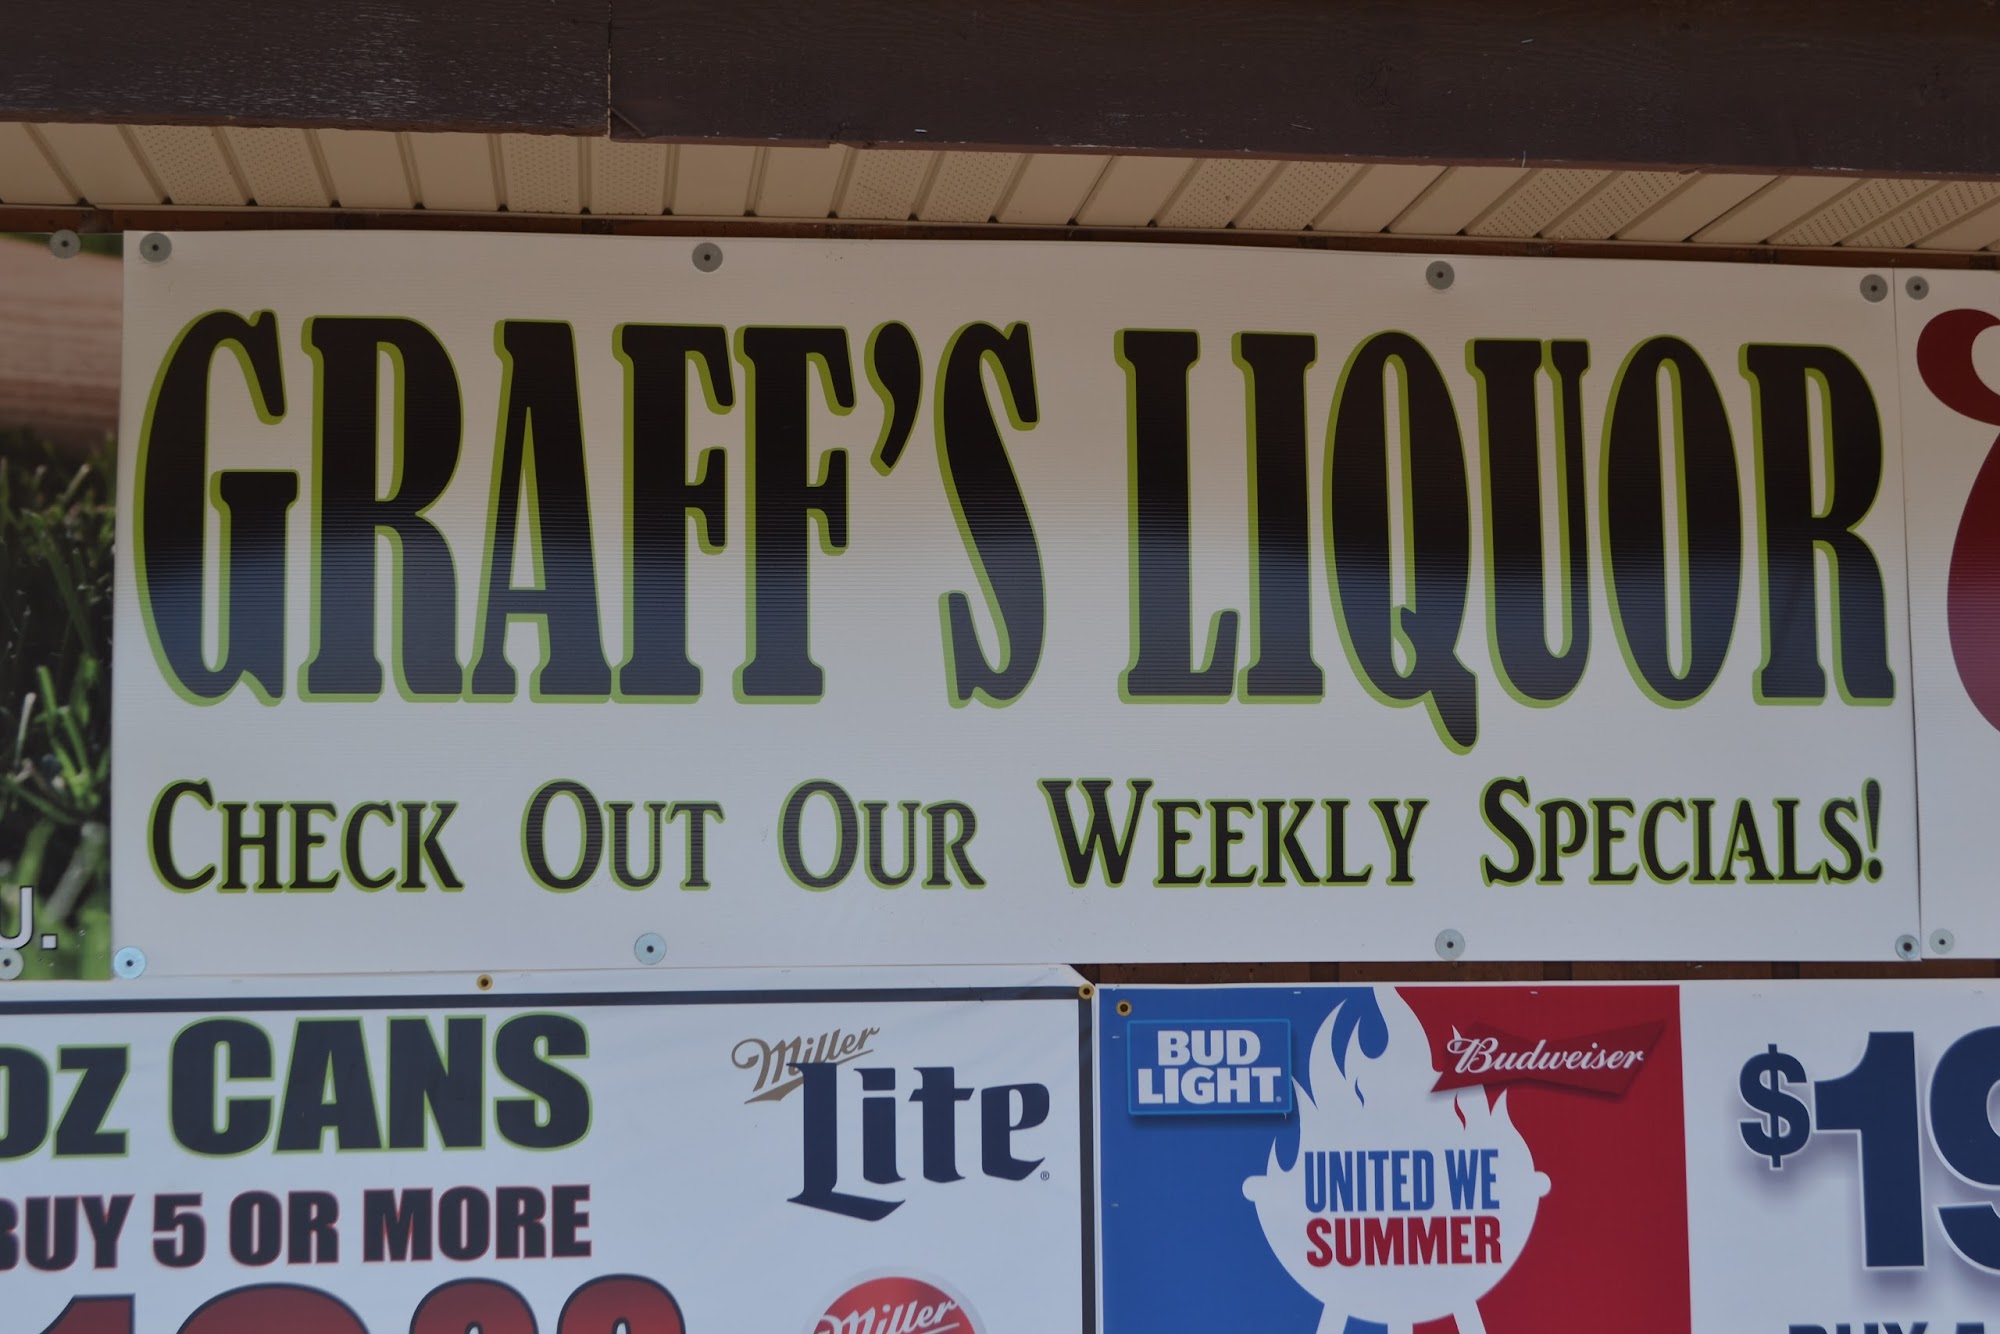 GRAFF'S LIQUOR
CHECK OUT OUR WEEKLY SPECIALS!
U.
oz CANS
BUY 5 OR MORE
Miller
Lite
Miller
BUD
LIGHT
Budweiser
UNITED WE
SUMMER
$19